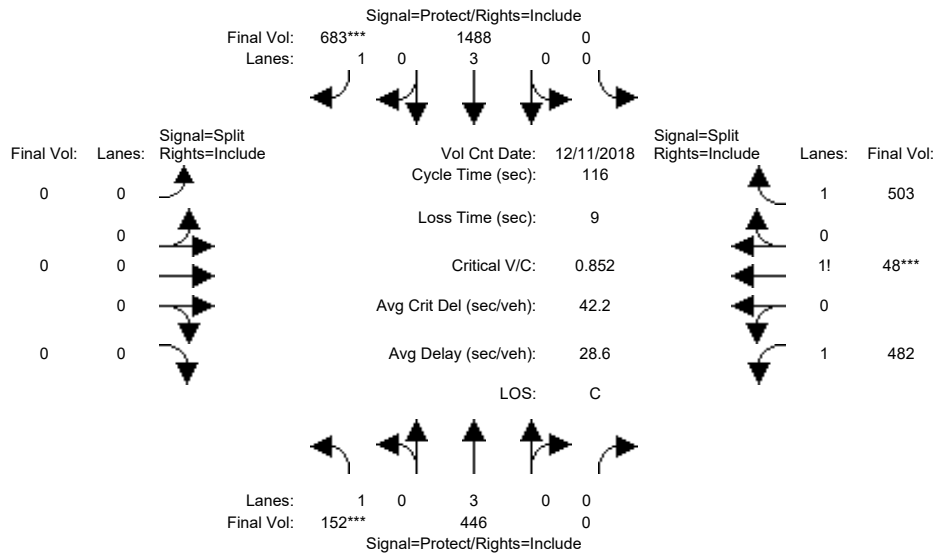 Signal=Protect/Rights=Include
Final Vol: 683*** 1488 0
Lanes: 1 0 3 0 0
Signal=Split
Final Vol: Lanes: Rights=Include
Vol Cnt Date: 12/11/2018
Signal=Split
Rights=Include Lanes: Final Vol:
Cycle Time (sec): 116
0 0
1 503
Loss Time (sec): 9
0
0
0 0
Critical V/C: 0.852
1! 48***
0
Avg Crit Del (sec/veh): 42.2
0
0 0
Avg Delay (sec/veh): 28.6
1 482
LOS: C
Lanes: 1 0 3 0 0
Final Vol: 152*** 446 0
Signal=Protect/Rights=Include